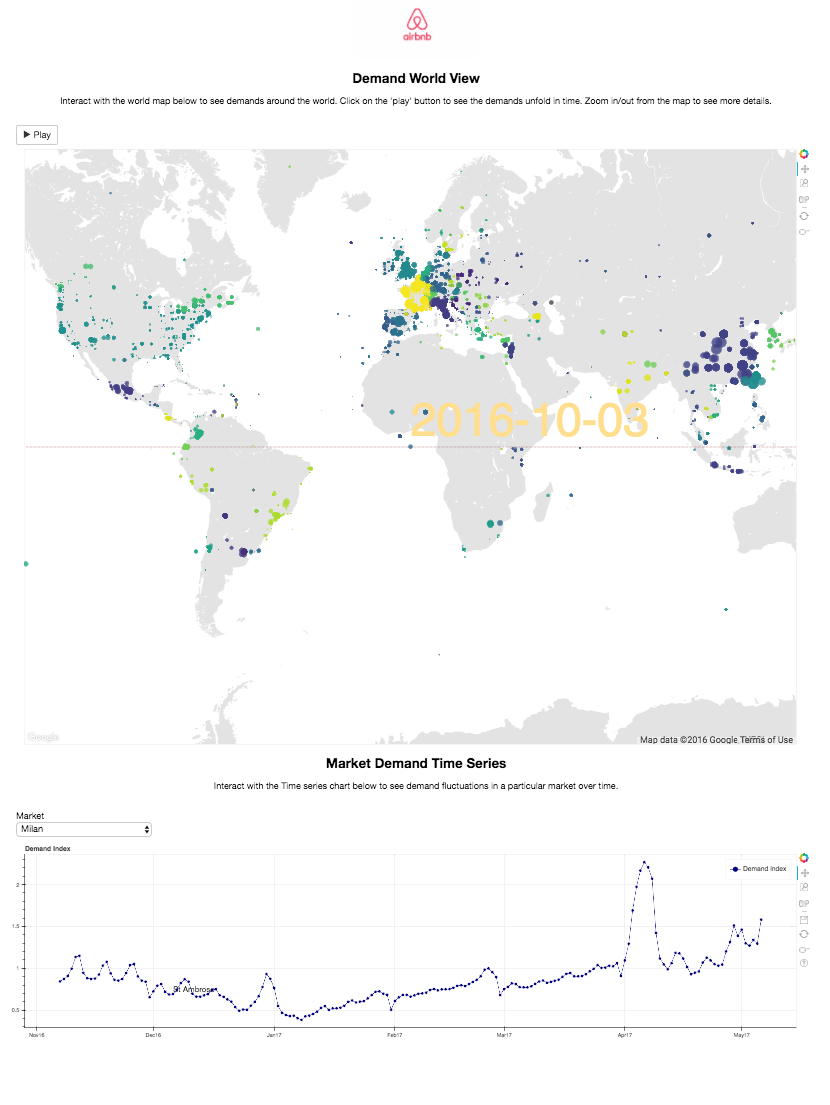 airbnb
Demand World View
Interact with the world map below to see demands around the world. Click on the 'play' button to see the demands unfold in time. Zoom in/out from the map to see more details.
► Play
2016-10-03
Google
Map data ©2016 Google Terms of Use
Market Demand Time Series
Interact with the Time series chart below to see demand fluctuations in a particular market over time.
Market
Milan
Demand Index
Demand Index
2
1.5
1
St Ambrose
0.5
Nov16 Dec16 Jan17 Feb17 Mar17 Apr17 May17